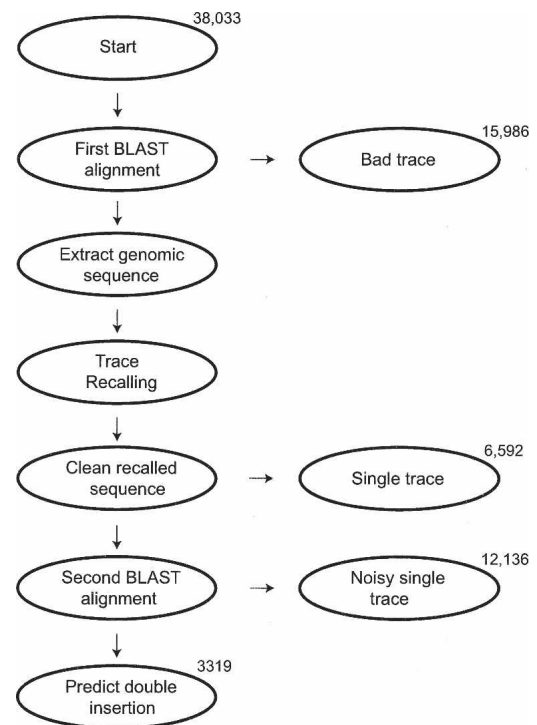 38,033
Start
First BLAST
alignment
15,986
Bad trace
Extract genomic
sequence
Trace
Recalling
Clean recalled
sequence
6,592
Single trace
Second BLAST
alignment
12,136
Noisy single
trace
3319
Predict double
insertion